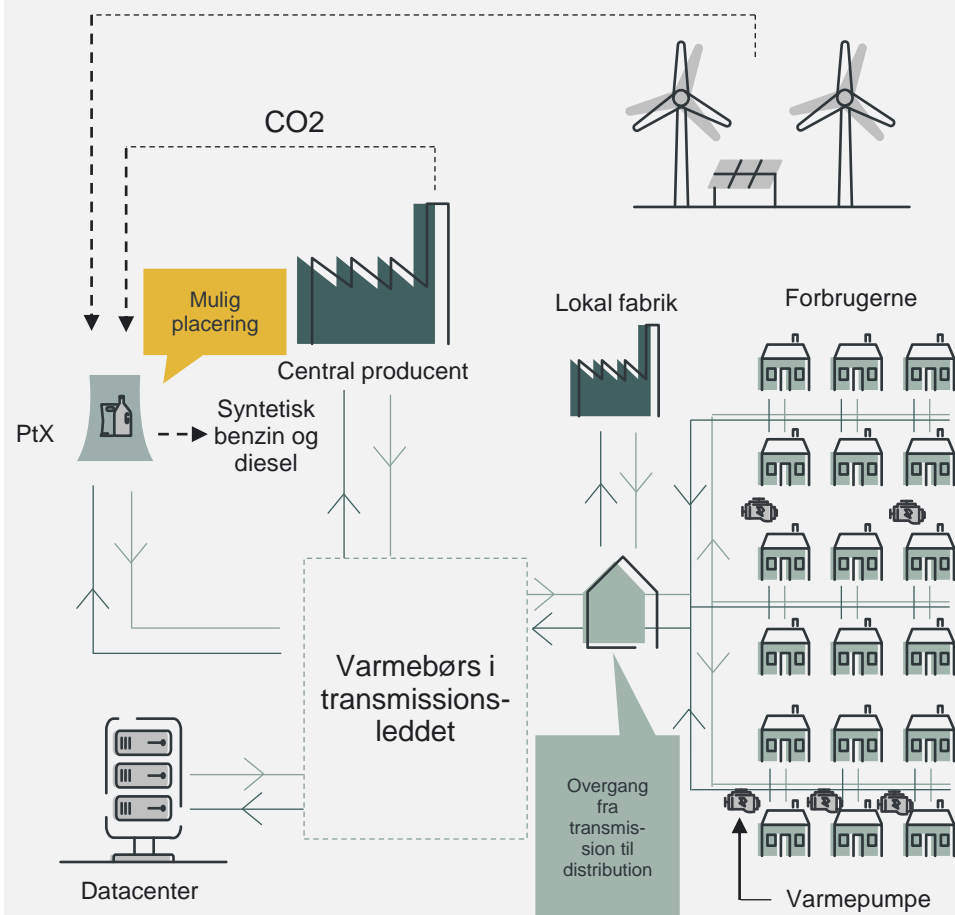 CO2
Mulig
placering
Central producent
Lokal fabrik
Forbrugerne
PtX
Syntetisk
benzin og
diesel
Varmebørs i
transmissions-
leddet
Datacenter
Overgang
fra
transmis-
sion til
distribution
Varmepumpe